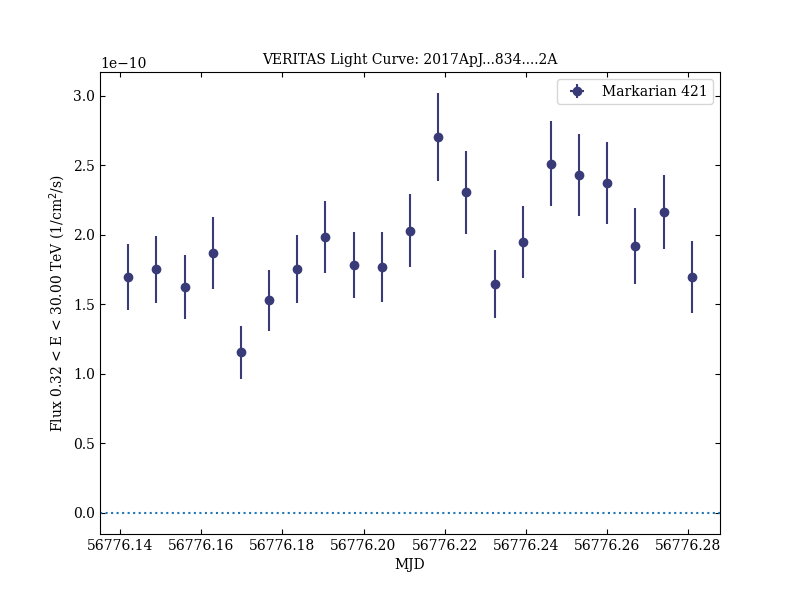 VERITAS Light Curve: 2017ApJ...834....2A
1e−10
Markarian 421
3.0
2.5
2.0
1.5
1.0
0.5
0.0
Flux 0.32 < E < 30.00 TeV (1/cm²/s)
56776.14 56776.16 56776.18 56776.20 56776.22 56776.24 56776.26 56776.28
MJD